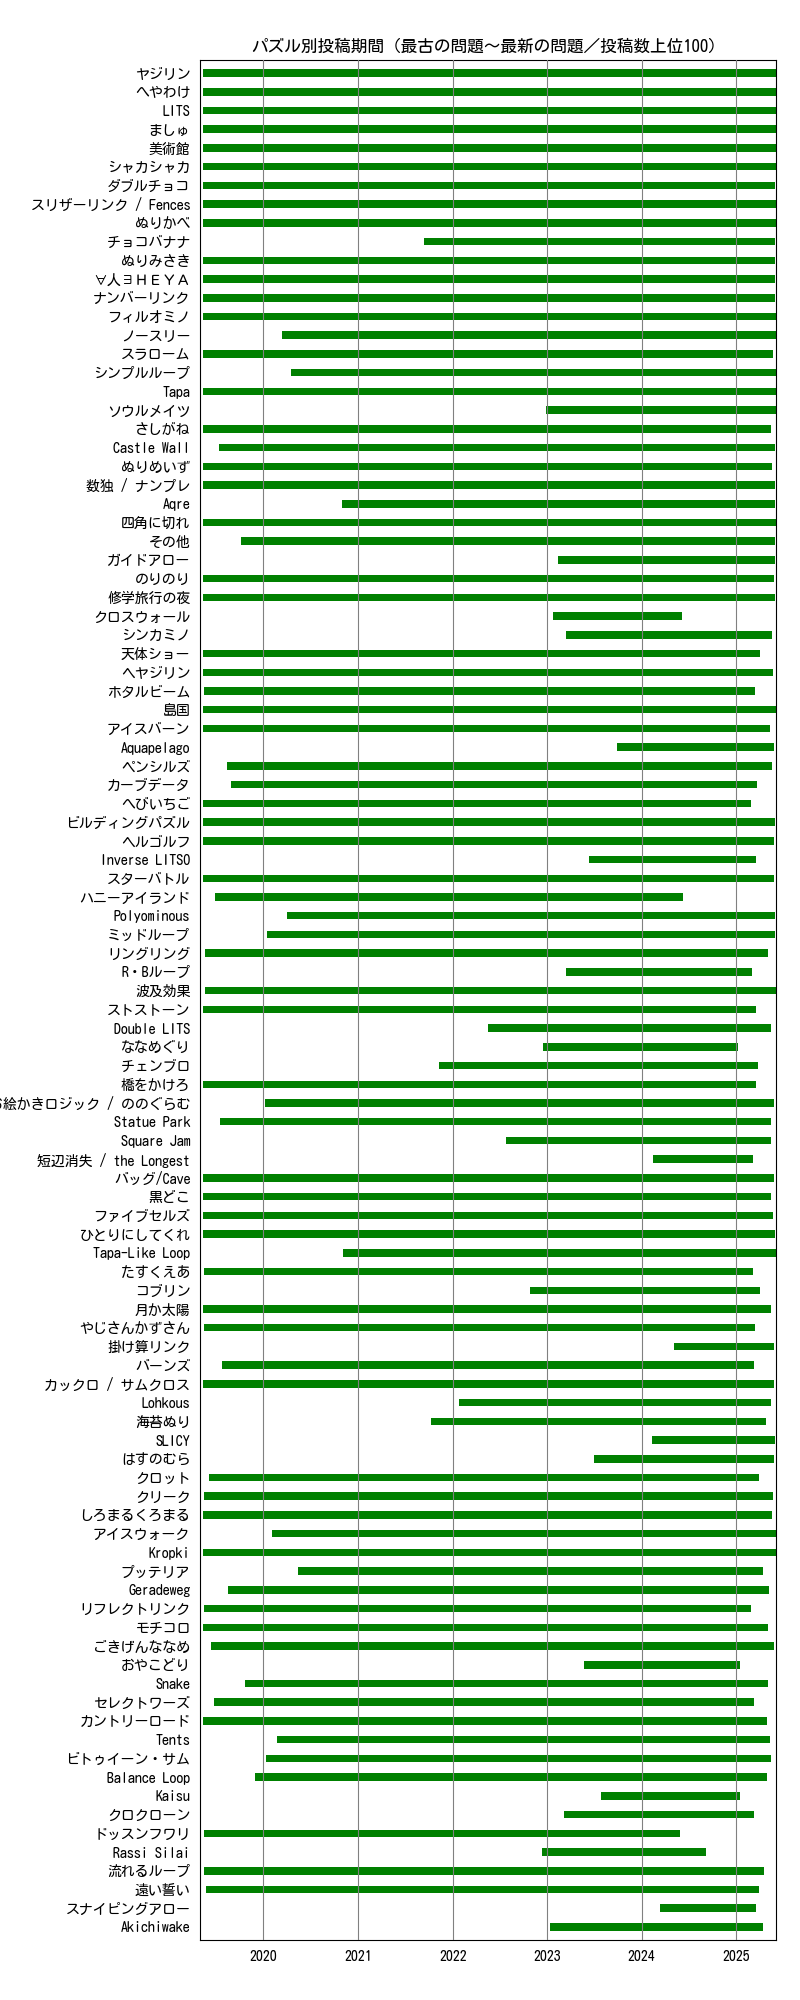 パズル別投稿期間（最古の問題～最新の問題／投稿数上位100）
ヤジリン
へやわけ
LITS
ましゅ
美術館
シャカシャカ
ダブルチョコ
スリザーリンク / Fences
ぬりかべ
チョコバナナ
ぬりみさき
∀人ヨＨＥＹＡ
ナンバーリンク
フィルオミノ
ノースリー
スラローム
シンプルループ
Tapa
ソウルメイツ
さしがね
Castle Wall
ぬりめいず
数独 / ナンプレ
Aqre
四角に切れ
その他
ガイドアロー
のりのり
修学旅行の夜
クロスウォール
シンカミノ
天体ショー
ヘヤジリン
ホタルビーム
島国
アイスバーン
Aquapelago
ペンシルズ
カーブデータ
へびいちご
ビルディングパズル
ヘルゴルフ
Inverse LITSO
スターバトル
ハニーアイランド
Polyominous
ミッドループ
リングリング
R・Bループ
波及効果
ストストーン
Double LITS
ななめぐり
チェンブロ
橋をかけろ
絵かきロジック / ののぐらむ
Statue Park
Square Jam
短辺消失 / the Longest
バッグ/Cave
黒どこ
ファイブセルズ
ひとりにしてくれ
Tapa-Like Loop
たすくえあ
コブリン
月か太陽
やじさんかずさん
掛け算リンク
バーンズ
カックロ / サムクロス
Lohkous
海苔ぬり
SLICY
はすのむら
クロット
クリーク
しろまるくろまる
アイスウォーク
Kropki
プッテリア
Geradeweg
リフレクトリンク
モチコロ
ごきげんななめ
おやこどり
Snake
セレクトワーズ
カントリーロード
Tents
ビトゥイーン・サム
Balance Loop
Kaisu
クロクローン
ドッスンフワリ
Rassi Silai
流れるループ
遠い誓い
スナイピングアロー
Akichiwake
2020 2021 2022 2023 2024 2025